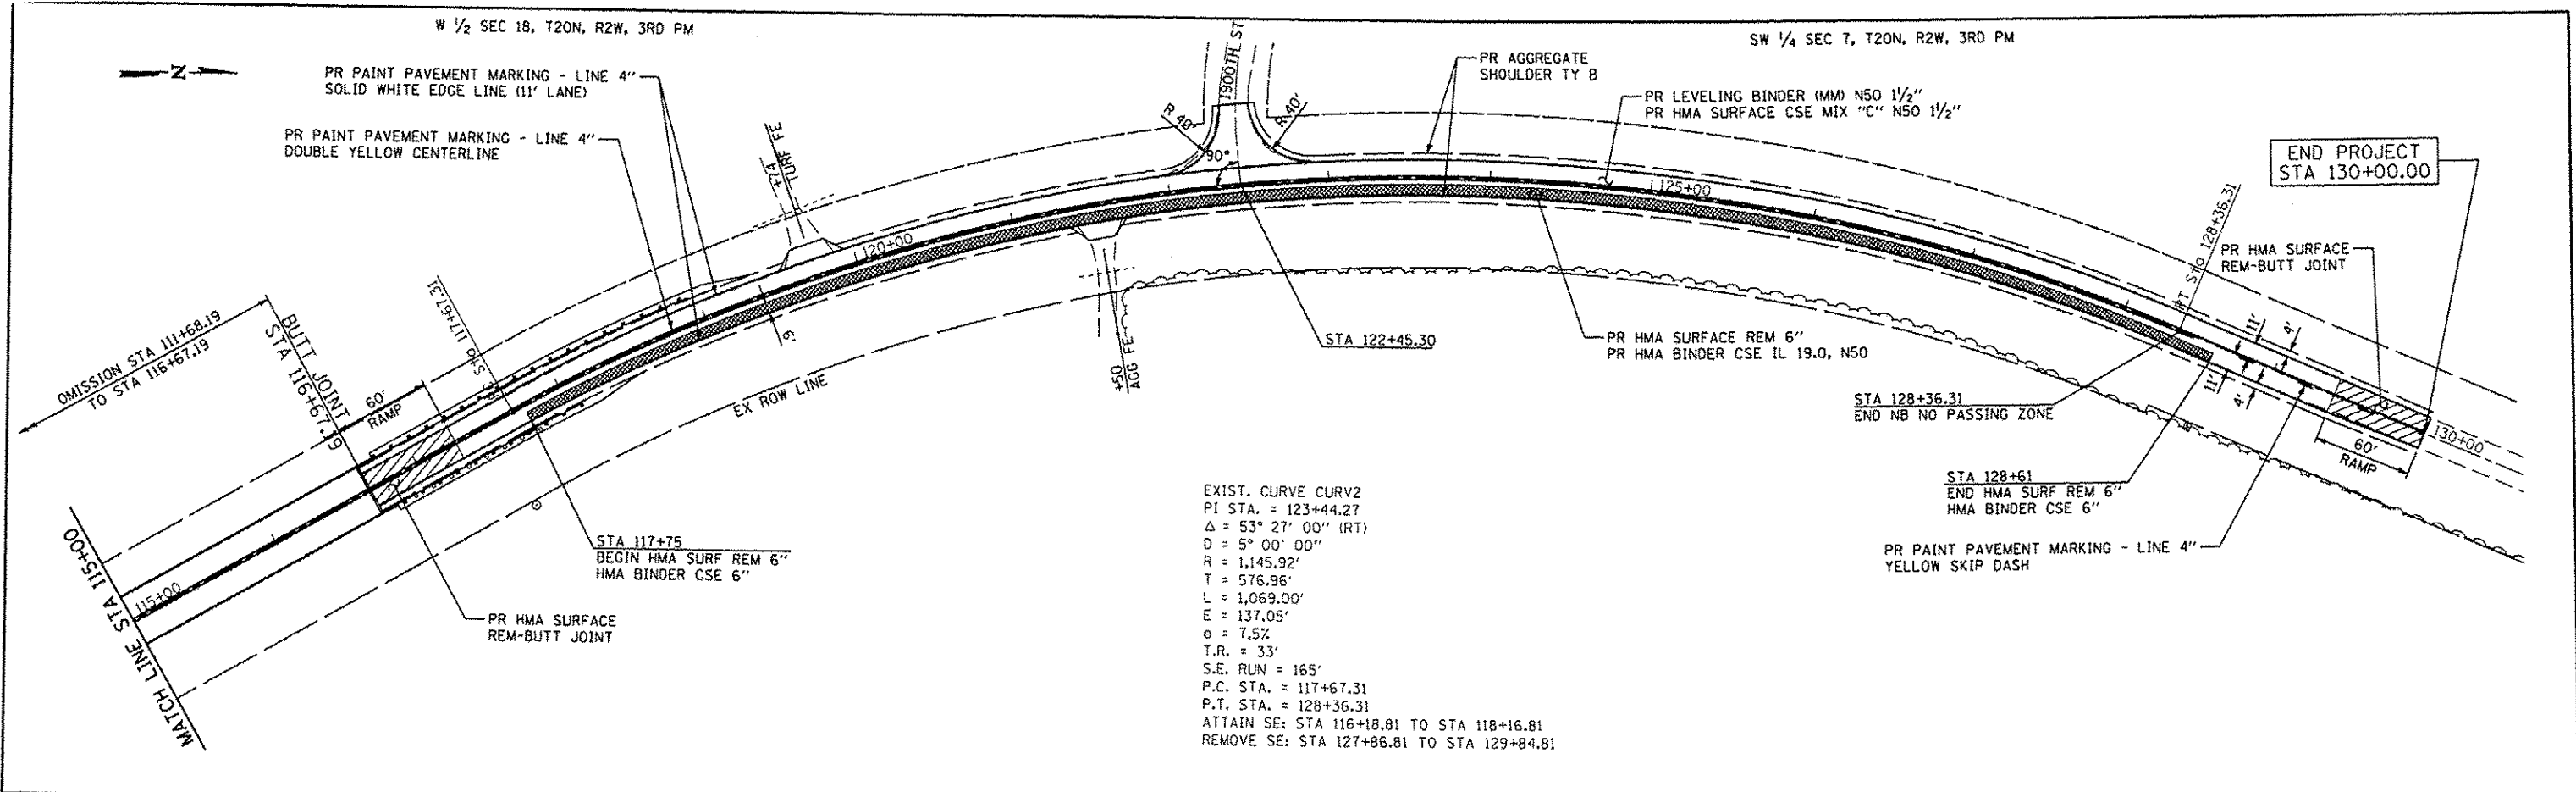 W 1/2 SEC 18, T20N, R2W, 3RD PM
SW 1/4 SEC 7, T20N, R2W, 3RD PM
Z
PR PAINT PAVEMENT MARKING - LINE 4"
SOLID WHITE EDGE LINE (11' LANE)
PR PAINT PAVEMENT MARKING - LINE 4"
DOUBLE YELLOW CENTERLINE
+74
TURF FE
1900TH ST
R 40'
R 40'
90°
PR AGGREGATE
SHOULDER TY B
PR LEVELING BINDER (MM) N50 1 1/2"
PR HMA SURFACE CSE MIX "C" N50 1 1/2"
END PROJECT
STA 130+00.00
120+00
125+00
PT Sta 128+36.31
PR HMA SURFACE
REM-BUTT JOINT
OMISSION STA 111+68.19
TO STA 116+67.19
BUTT JOINT
STA 116+67.19
60'
RAMP
Sta 117+67.31
6'
EX ROW LINE
+50
AGG FE
STA 122+45.30
PR HMA SURFACE REM 6"
PR HMA BINDER CSE IL 19.0, N50
STA 128+36.31
END NB NO PASSING ZONE
11'
4'
11'
4'
60'
RAMP
130+00
STA 128+61
END HMA SURF REM 6"
HMA BINDER CSE 6"
PR PAINT PAVEMENT MARKING - LINE 4"
YELLOW SKIP DASH
MATCH LINE STA 115+00
115+00
STA 117+75
BEGIN HMA SURF REM 6"
HMA BINDER CSE 6"
PR HMA SURFACE
REM-BUTT JOINT
EXIST. CURVE CURV2
PI STA. = 123+44.27
Δ = 53° 27' 00" (RT)
D = 5° 00' 00"
R = 1,145.92'
T = 576.96'
L = 1,069.00'
E = 137.05'
e = 7.5%
T.R. = 33'
S.E. RUN = 165'
P.C. STA. = 117+67.31
P.T. STA. = 128+36.31
ATTAIN SE: STA 116+18.81 TO STA 118+16.81
REMOVE SE: STA 127+86.81 TO STA 129+84.81